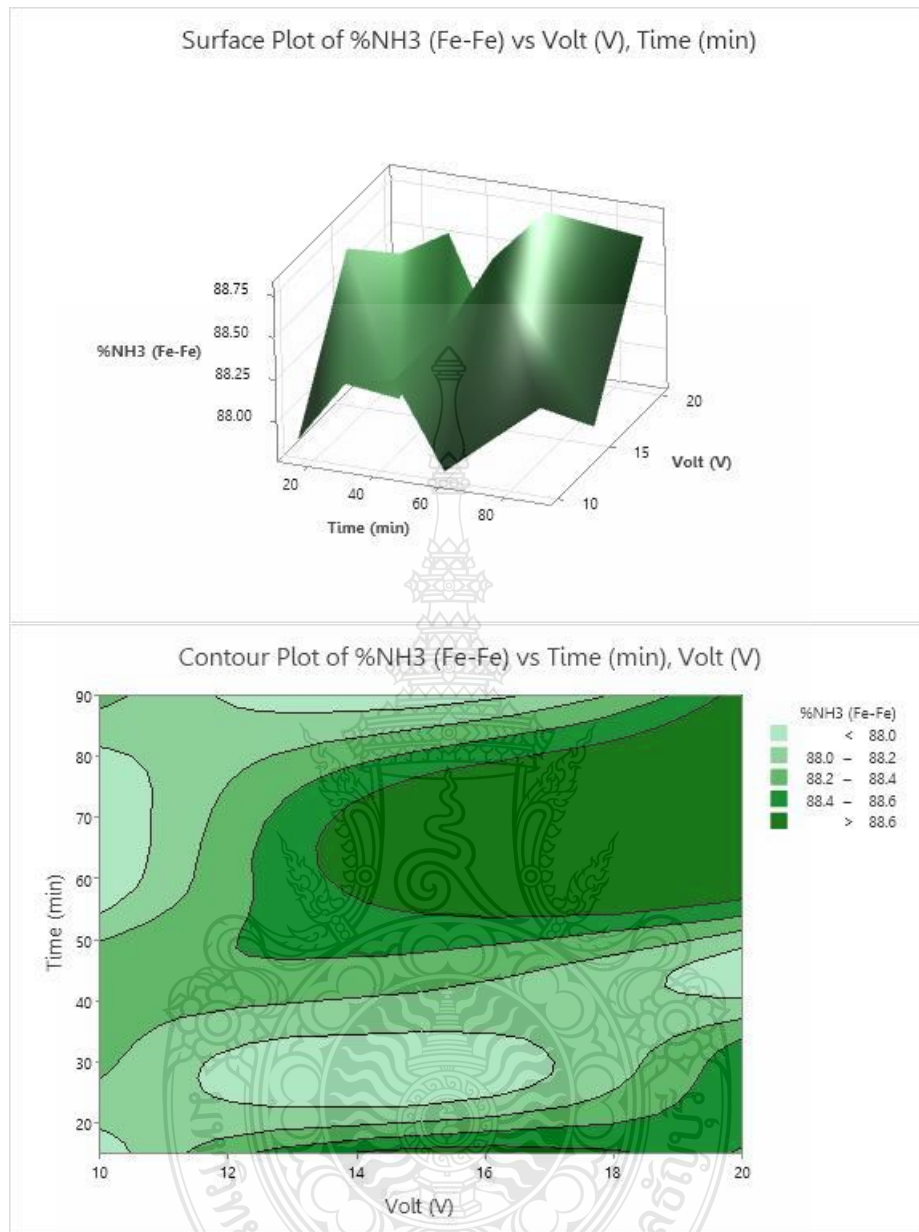 Surface Plot of %NH3 (Fe-Fe) vs Volt (V), Time (min)
88.75
88.50
%NH3 (Fe-Fe)
88.25
88.00
20
15
Volt (V)
10
20
40
60
80
Time (min)
Contour Plot of %NH3 (Fe-Fe) vs Time (min), Volt (V)
90
80
70
60
50
40
30
20
Time (min)
10
12
14
16
18
20
Volt (V)
%NH3 (Fe-Fe)
< 88.0
88.0 – 88.2
88.2 – 88.4
88.4 – 88.6
> 88.6